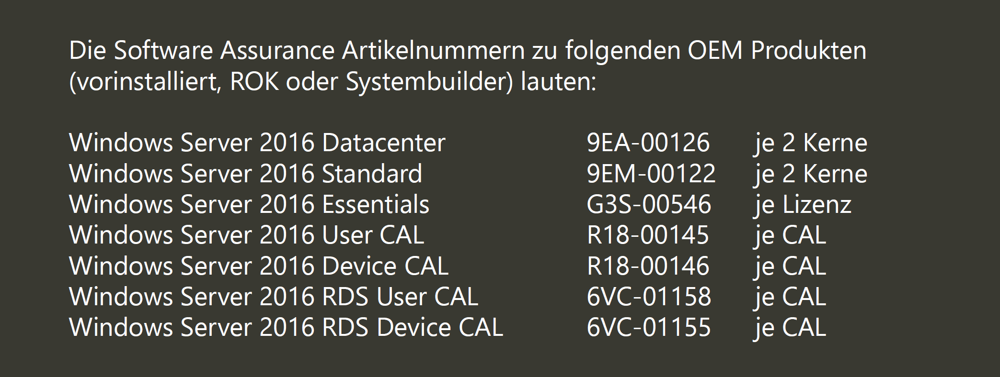 Die Software Assurance Artikelnummern zu folgenden OEM Produkten
(vorinstalliert, ROK oder Systembuilder) lauten:
Windows Server 2016 Datacenter 9EA-00126 je 2 Kerne
Windows Server 2016 Standard 9EM-00122 je 2 Kerne
Windows Server 2016 Essentials G3S-00546 je Lizenz
Windows Server 2016 User CAL R18-00145 je CAL
Windows Server 2016 Device CAL R18-00146 je CAL
Windows Server 2016 RDS User CAL 6VC-01158 je CAL
Windows Server 2016 RDS Device CAL 6VC-01155 je CAL